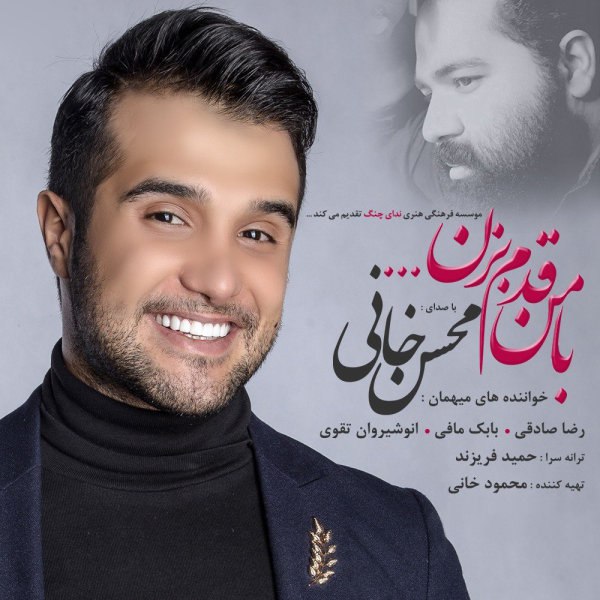 موسسه فرهنگی هنری ندای چنگ تقدیم می کند ...
با من قدم بزن ....
با صدای :
محسن خانی
خواننده های میهمان :
رضا صادقی • بابک مافی • انوشیروان تقوی
ترانه سرا : حمید فریزند
تهیه کننده : محمود خانی